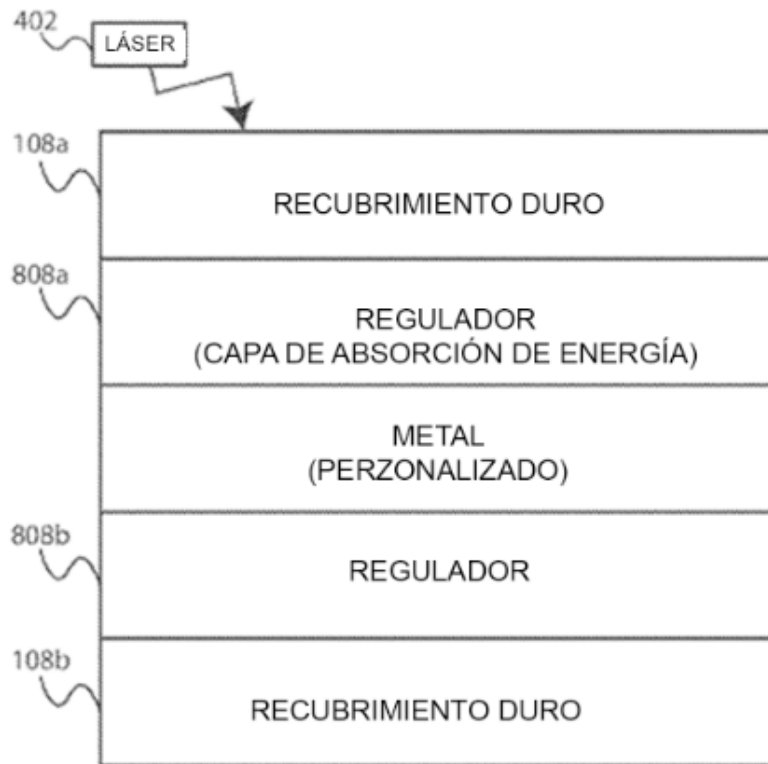 402
LÁSER
108a
RECUBRIMIENTO DURO
808a
REGULADOR
(CAPA DE ABSORCIÓN DE ENERGÍA)
METAL
(PERZONALIZADO)
808b
REGULADOR
108b
RECUBRIMIENTO DURO